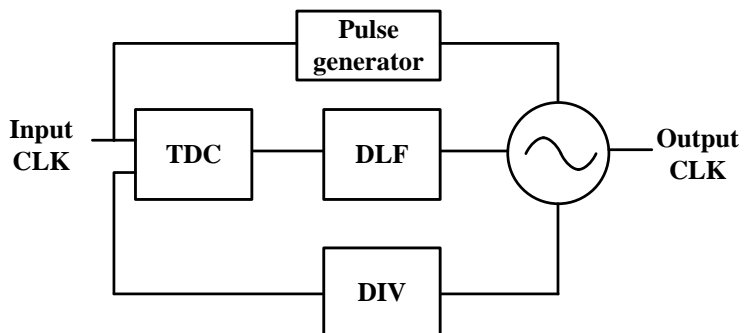 Pulse
generator
Input
CLK
TDC
DLF
Output
CLK
DIV